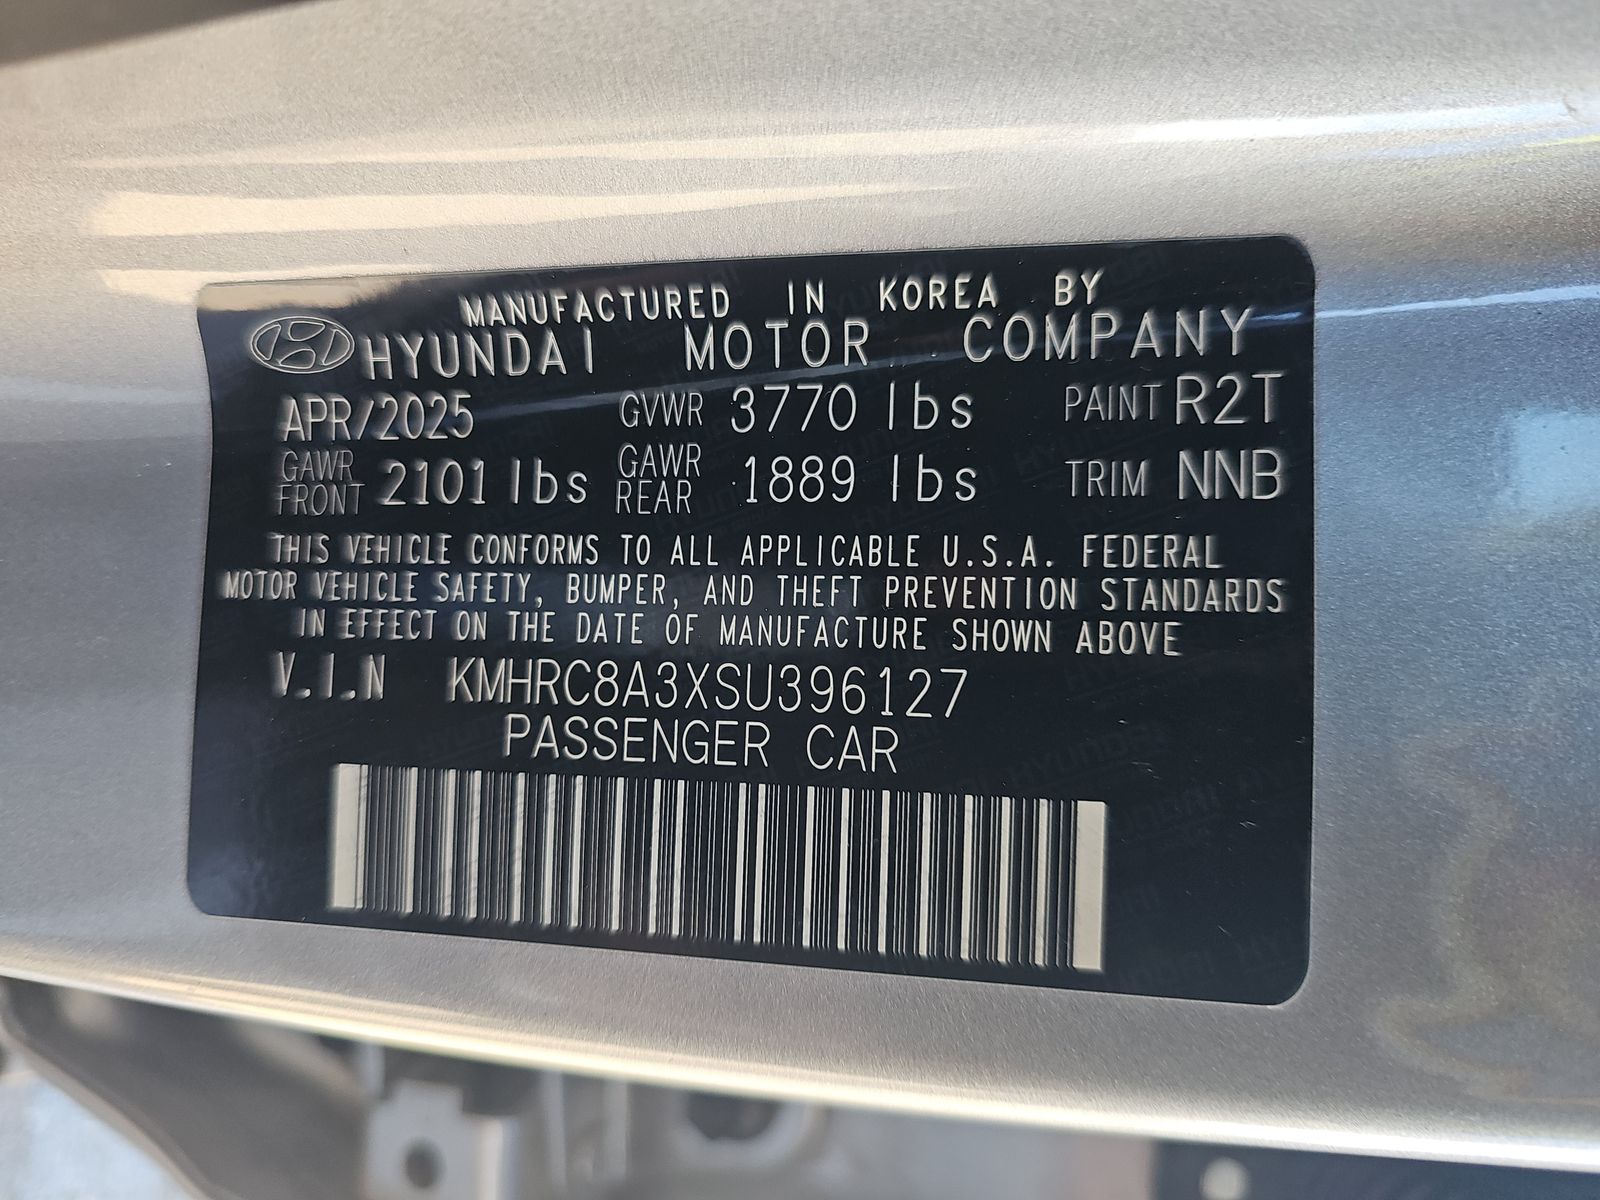 MANUFACTURED IN KOREA BY
HYUNDAI MOTOR COMPANY
APR/2025 GVWR 3770 lbs PAINT R2T
GAWR FRONT 2101 lbs GAWR REAR 1889 lbs TRIM NNB
THIS VEHICLE CONFORMS TO ALL APPLICABLE U.S.A. FEDERAL
MOTOR VEHICLE SAFETY, BUMPER, AND THEFT PREVENTION STANDARDS
IN EFFECT ON THE DATE OF MANUFACTURE SHOWN ABOVE
V.I.N KMHRC8A3XSU396127
PASSENGER CAR